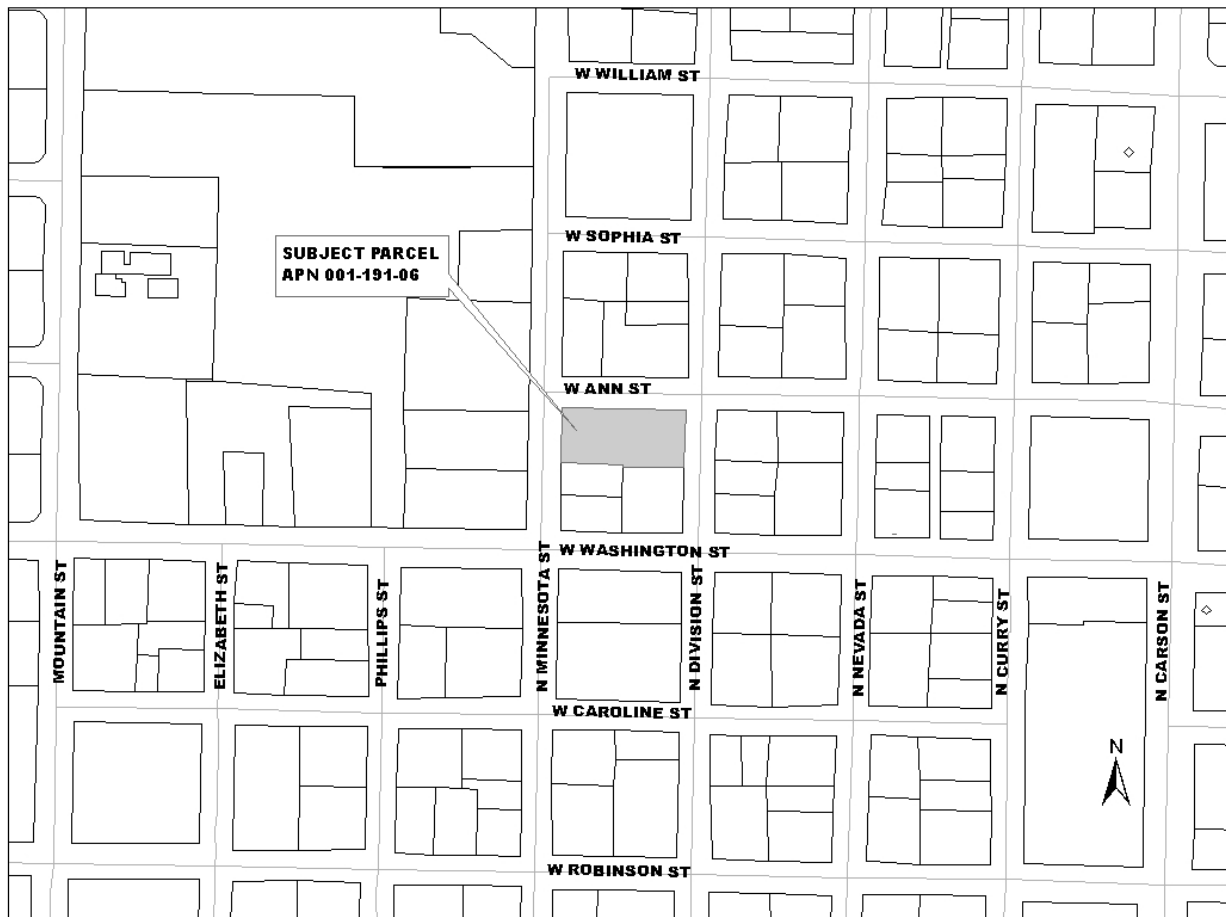 W WILLIAM ST
W SOPHIA ST
SUBJECT PARCEL
APN 001-191-06
W ANN ST
W WASHINGTON ST
MOUNTAIN ST
ELIZABETH ST
PHILLIPS ST
N MINNESOTA ST
N DIVISION ST
N NEVADA ST
N CURRY ST
N CARSON ST
W CAROLINE ST
N
W ROBINSON ST